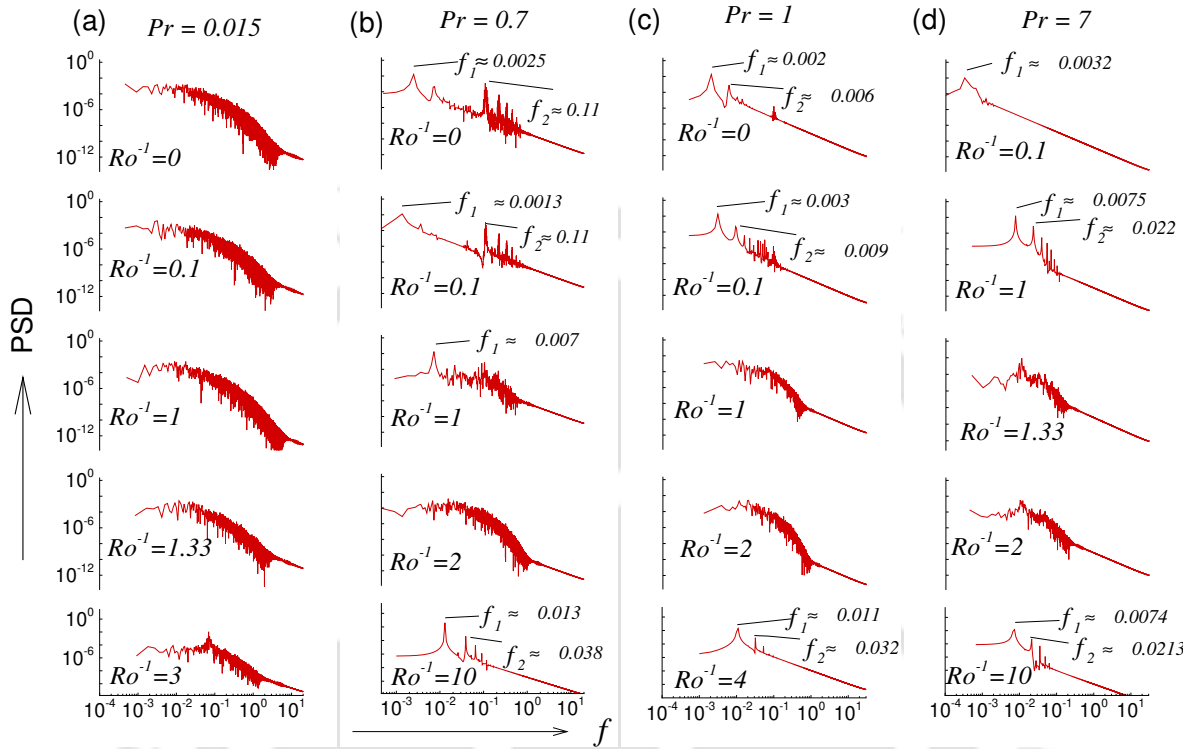 (a) Pr = 0.015 (b) Pr = 0.7 (c) Pr = 1 (d) Pr = 7
10^0 10^-6 10^-12 Ro^-1=0
f_1 ≈ 0.0025 f_2 ≈ 0.11 Ro^-1=0
f_1 ≈ 0.002 f_2 ≈ 0.006 Ro^-1=0
f_1 ≈ 0.0032 Ro^-1=0.1
10^0 10^-6 10^-12 Ro^-1=0.1
f_1 ≈ 0.0013 f_2 ≈ 0.11 Ro^-1=0.1
f_1 ≈ 0.003 f_2 ≈ 0.009 Ro^-1=0.1
f_1 ≈ 0.0075 f_2 ≈ 0.022 Ro^-1=1
PSD
10^0 10^-6 10^-12 Ro^-1=1
f_1 ≈ 0.007 Ro^-1=1
Ro^-1=1
Ro^-1=1.33
10^0 10^-6 10^-12 Ro^-1=1.33
Ro^-1=2
Ro^-1=2
Ro^-1=2
10^0 10^-6 Ro^-1=3
f_1 ≈ 0.013 f_2 ≈ 0.038 Ro^-1=10
f_1 ≈ 0.011 f_2 ≈ 0.032 Ro^-1=4
f_1 ≈ 0.0074 f_2 ≈ 0.0213 Ro^-1=10
10^-4 10^-3 10^-2 10^-1 10^0 10^1
10^-3 10^-2 10^-1 10^0 10^1
10^-3 10^-2 10^-1 10^0 10^1
10^-4 10^-3 10^-2 10^-1 10^0 10^1
f